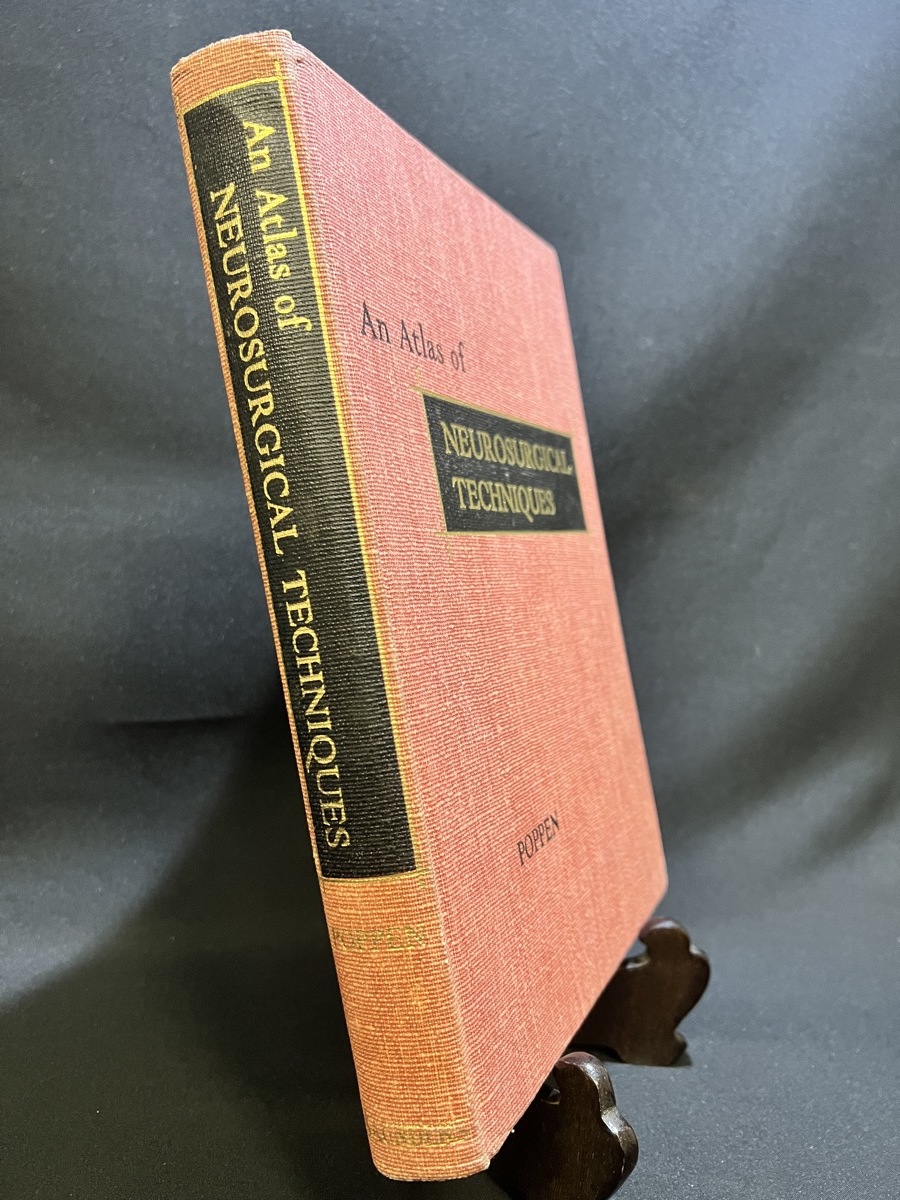 An Atlas of
NEUROSURGICAL TECHNIQUES
POPPEN
An Atlas of
NEUROSURGICAL
TECHNIQUES
POPPEN